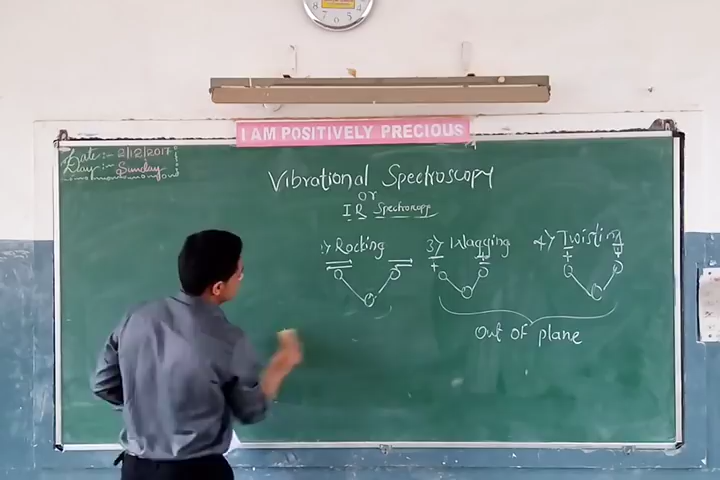 I AM POSITIVELY PRECIOUS
Date:- 2/12/2017
Day:- Sunday
Vibrational Spectroscopy
or
IR Spectroscopy
1) Rocking
3) Wagging
4) Twisting
+ ±
+
Out of plane